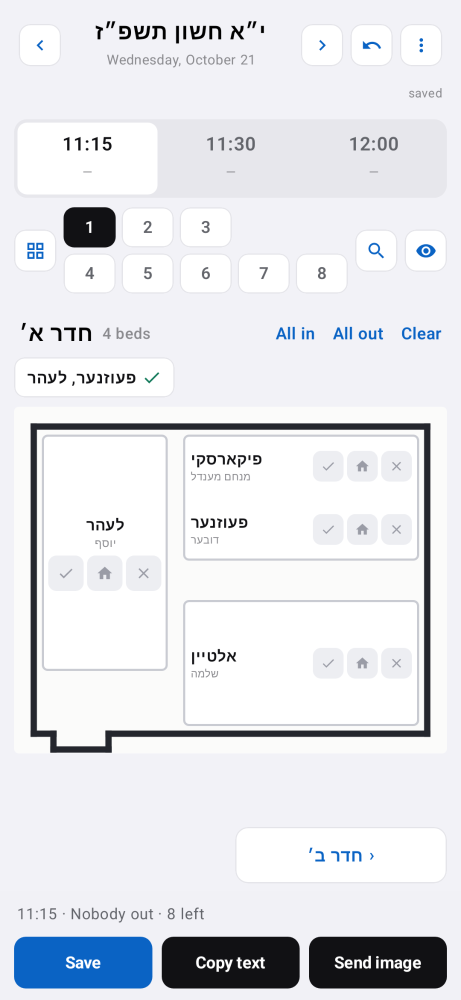 י״א חשון תשפ״ז
Wednesday, October 21
saved
11:15 11:30 12:00
– – –
1 2 3
4 5 6 7 8
חדר א׳ 4 beds All in All out Clear
פעוזנער, לעהר
פיקארסקי
מנחם מענדל
לעהר
יוסף
פעוזנער
דובער
אלטיין
שלמה
חדר ב׳ ›
11:15 · Nobody out · 8 left
Save Copy text Send image